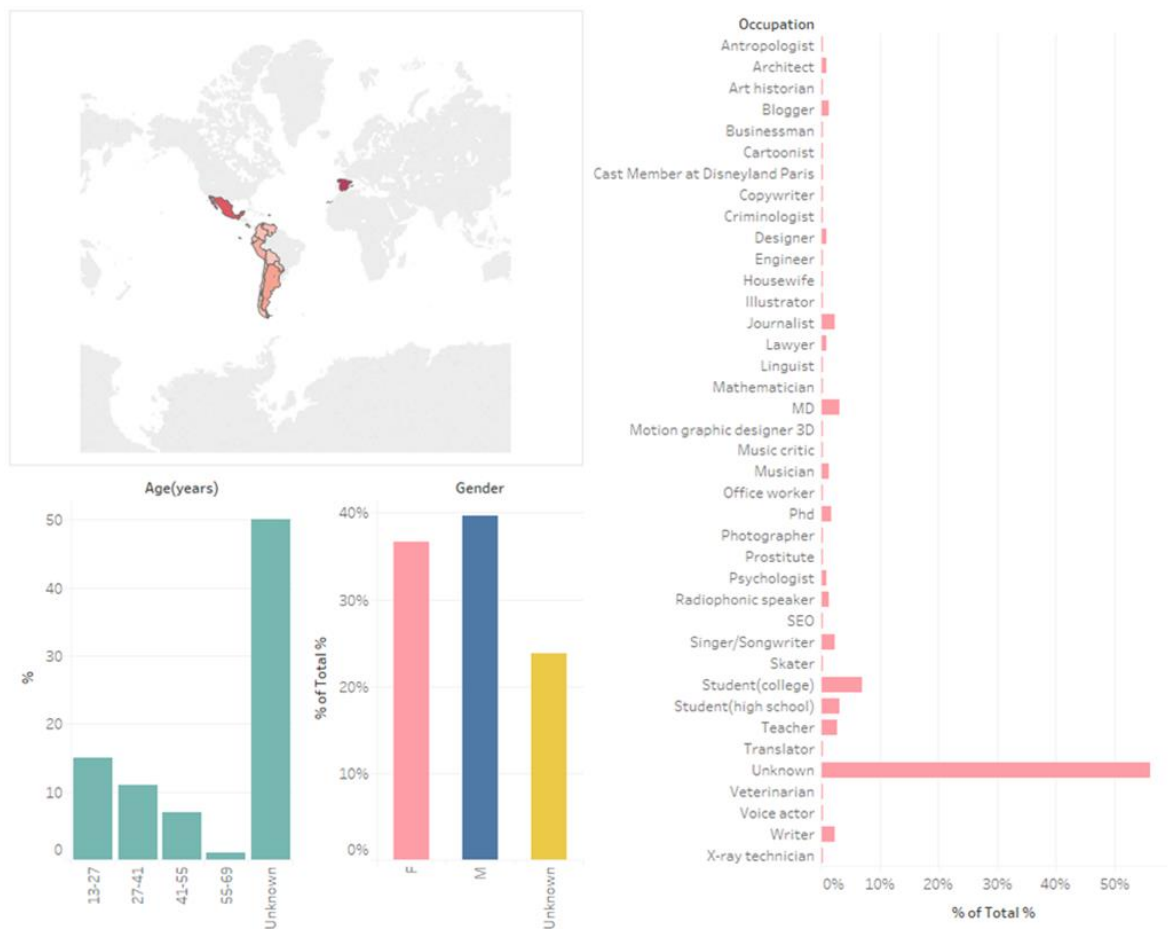 Occupation
Antropologist
Architect
Art historian
Blogger
Businessman
Cartoonist
Cast Member at Disneyland Paris
Copywriter
Criminologist
Designer
Engineer
Housewife
Illustrator
Journalist
Lawyer
Linguist
Mathematician
MD
Motion graphic designer 3D
Music critic
Musician
Office worker
Phd
Photographer
Prostitute
Psychologist
Radiophonic speaker
SEO
Singer/Songwriter
Skater
Student(college)
Student(high school)
Teacher
Translator
Unknown
Veterinarian
Voice actor
Writer
X-ray technician
0% 10% 20% 30% 40% 50%
% of Total %
Age(years)
50
40
30
20
10
0
%
13-27
27-41
41-55
55-69
Unknown
Gender
40%
30%
20%
10%
0%
% of Total %
F
M
Unknown